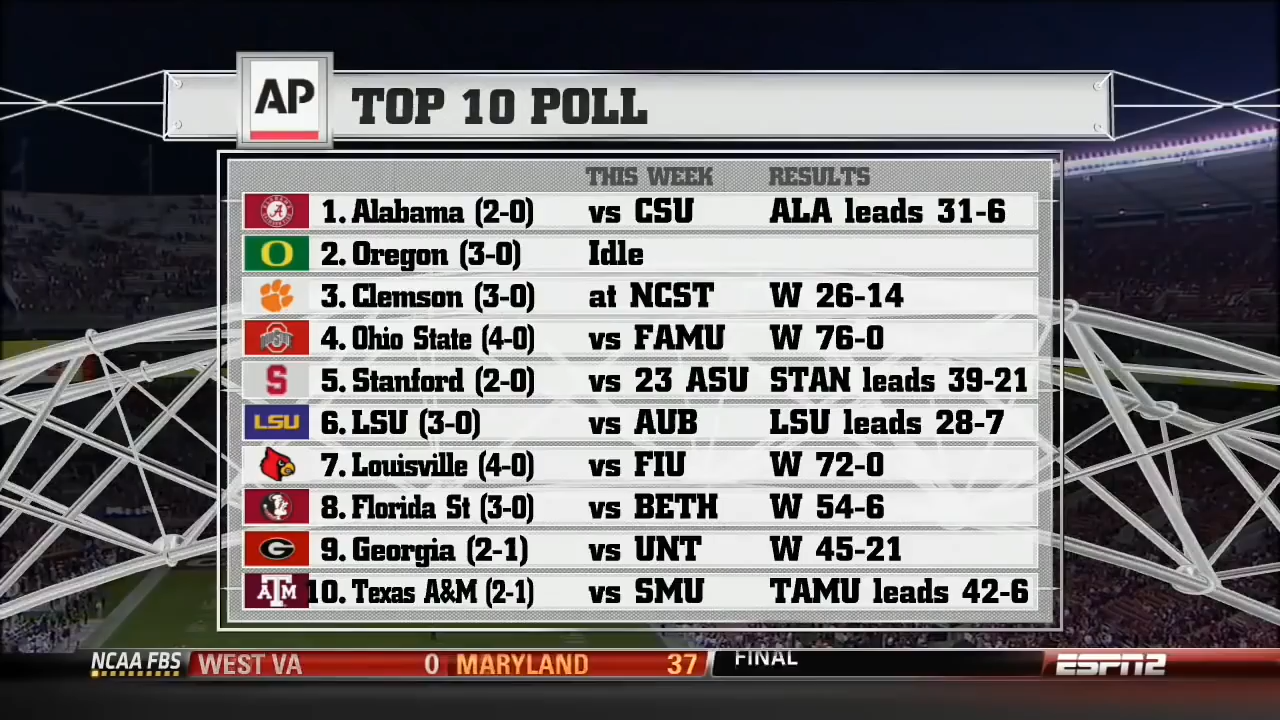 AP TOP 10 POLL
THIS WEEK RESULTS
1. Alabama (2-0) vs CSU ALA leads 31-6
O 2. Oregon (3-0) Idle
3. Clemson (3-0) at NCST W 26-14
4. Ohio State (4-0) vs FAMU W 76-0
S 5. Stanford (2-0) vs 23 ASU STAN leads 39-21
LSU 6. LSU (3-0) vs AUB LSU leads 28-7
7. Louisville (4-0) vs FIU W 72-0
8. Florida St (3-0) vs BETH W 54-6
G 9. Georgia (2-1) vs UNT W 45-21
ATM 10. Texas A&M (2-1) vs SMU TAMU leads 42-6
NCAA FBS WEST VA 0 MARYLAND 37 FINAL ESPN2